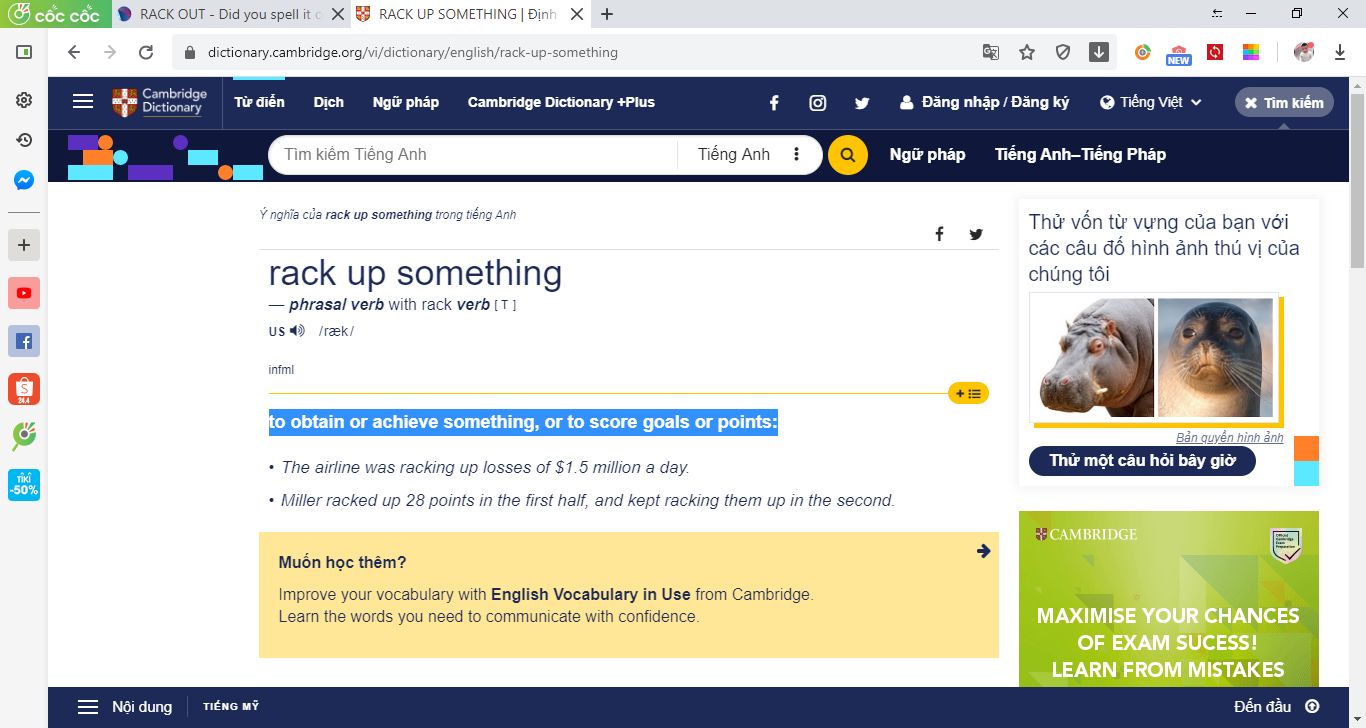 cốc cốc
RACK OUT - Did you spell it c
RACK UP SOMETHING | Định
dictionary.cambridge.org/vi/dictionary/english/rack-up-something
NEW
Cambridge
Dictionary
Từ điển
Dịch
Ngữ pháp
Cambridge Dictionary +Plus
Đăng nhập / Đăng ký
Tiếng Việt
Tìm kiếm
Tìm kiếm Tiếng Anh
Tiếng Anh
Ngữ pháp
Tiếng Anh–Tiếng Pháp
Ý nghĩa của rack up something trong tiếng Anh
rack up something
— phrasal verb with rack verb [ T ]
US /ræk/
infml
to obtain or achieve something, or to score goals or points:
• The airline was racking up losses of $1.5 million a day.
• Miller racked up 28 points in the first half, and kept racking them up in the second.
Muốn học thêm?
Improve your vocabulary with English Vocabulary in Use from Cambridge.
Learn the words you need to communicate with confidence.
Thử vốn từ vựng của bạn với
các câu đố hình ảnh thú vị của
chúng tôi
Bản quyền hình ảnh
Thử một câu hỏi bây giờ
CAMBRIDGE
Official
Cambridge
Exam
Preparation
MAXIMISE YOUR CHANCES
OF EXAM SUCESS!
LEARN FROM MISTAKES
24.4
TIKI
-50%
Nội dung
TIẾNG MỸ
Đến đầu